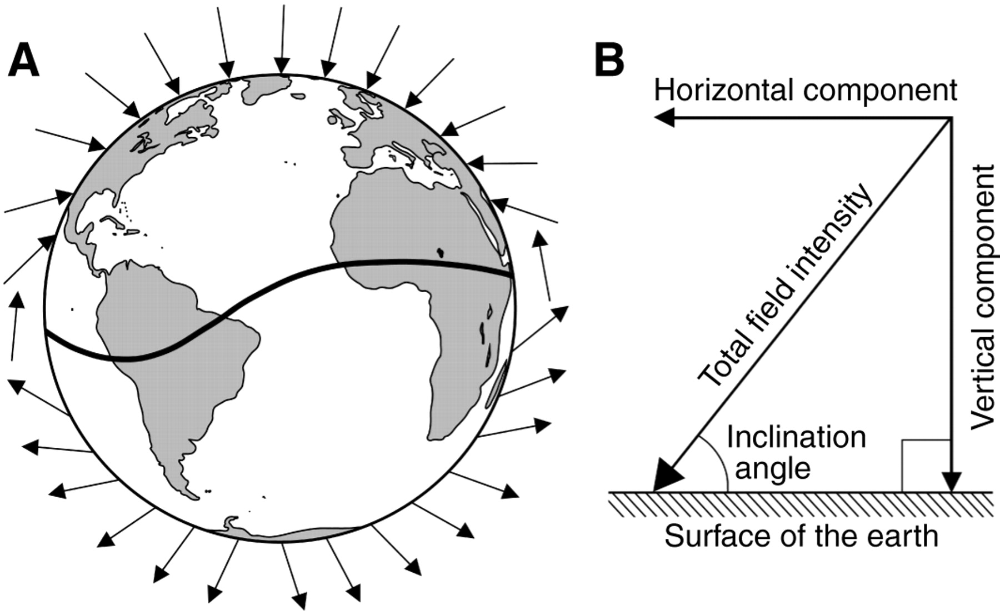 A
B
Horizontal component
Total field intensity
Vertical component
Inclination
angle
Surface of the earth